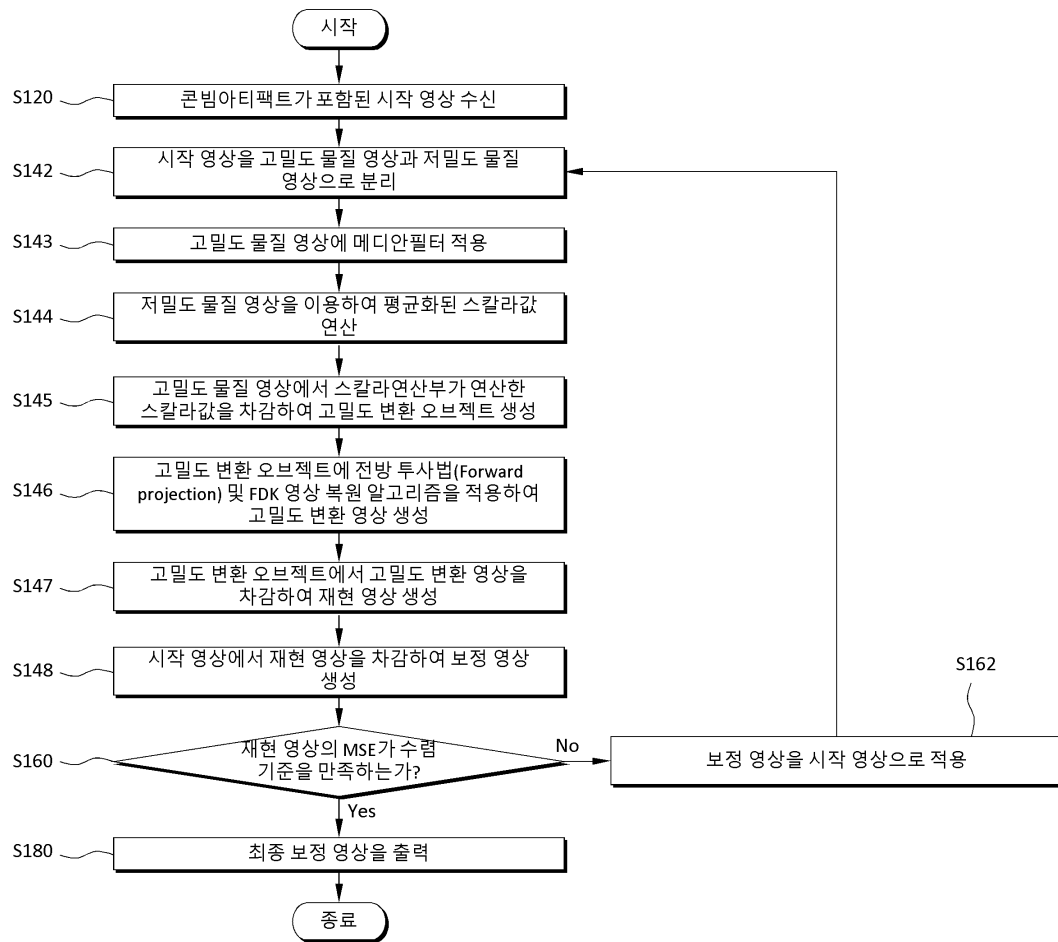 시작
S120
콘빔아티팩트가 포함된 시작 영상 수신
S142
시작 영상을 고밀도 물질 영상과 저밀도 물질
영상으로 분리
S143
고밀도 물질 영상에 메디안필터 적용
S144
저밀도 물질 영상을 이용하여 평균화된 스칼라값
연산
S145
고밀도 물질 영상에서 스칼라연산부가 연산한
스칼라값을 차감하여 고밀도 변환 오브젝트 생성
S146
고밀도 변환 오브젝트에 전방 투사법(Forward
projection) 및 FDK 영상 복원 알고리즘을 적용하여
고밀도 변환 영상 생성
S147
고밀도 변환 오브젝트에서 고밀도 변환 영상을
차감하여 재현 영상 생성
S148
시작 영상에서 재현 영상을 차감하여 보정 영상
생성
S160
재현 영상의 MSE가 수렴
기준을 만족하는가?
No
S162
보정 영상을 시작 영상으로 적용
Yes
S180
최종 보정 영상을 출력
종료